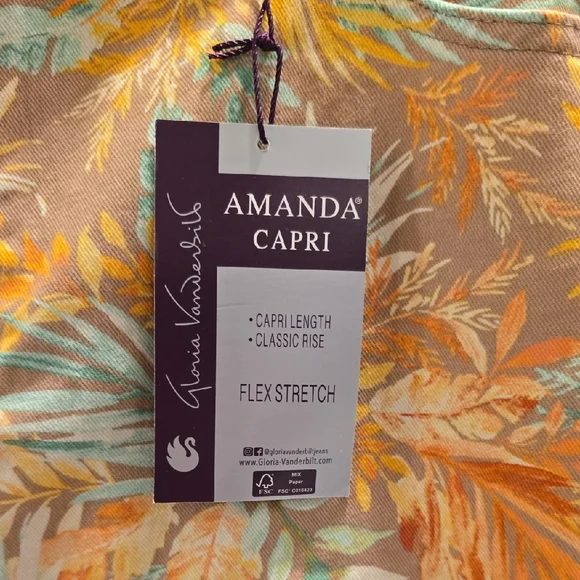 Gloria Vanderbilt
AMANDA®
CAPRI
• CAPRI LENGTH
• CLASSIC RISE
FLEX STRETCH
@gloriavanderbiltjeans
www.Gloria-Vanderbilt.com
MIX
Paper
FSC